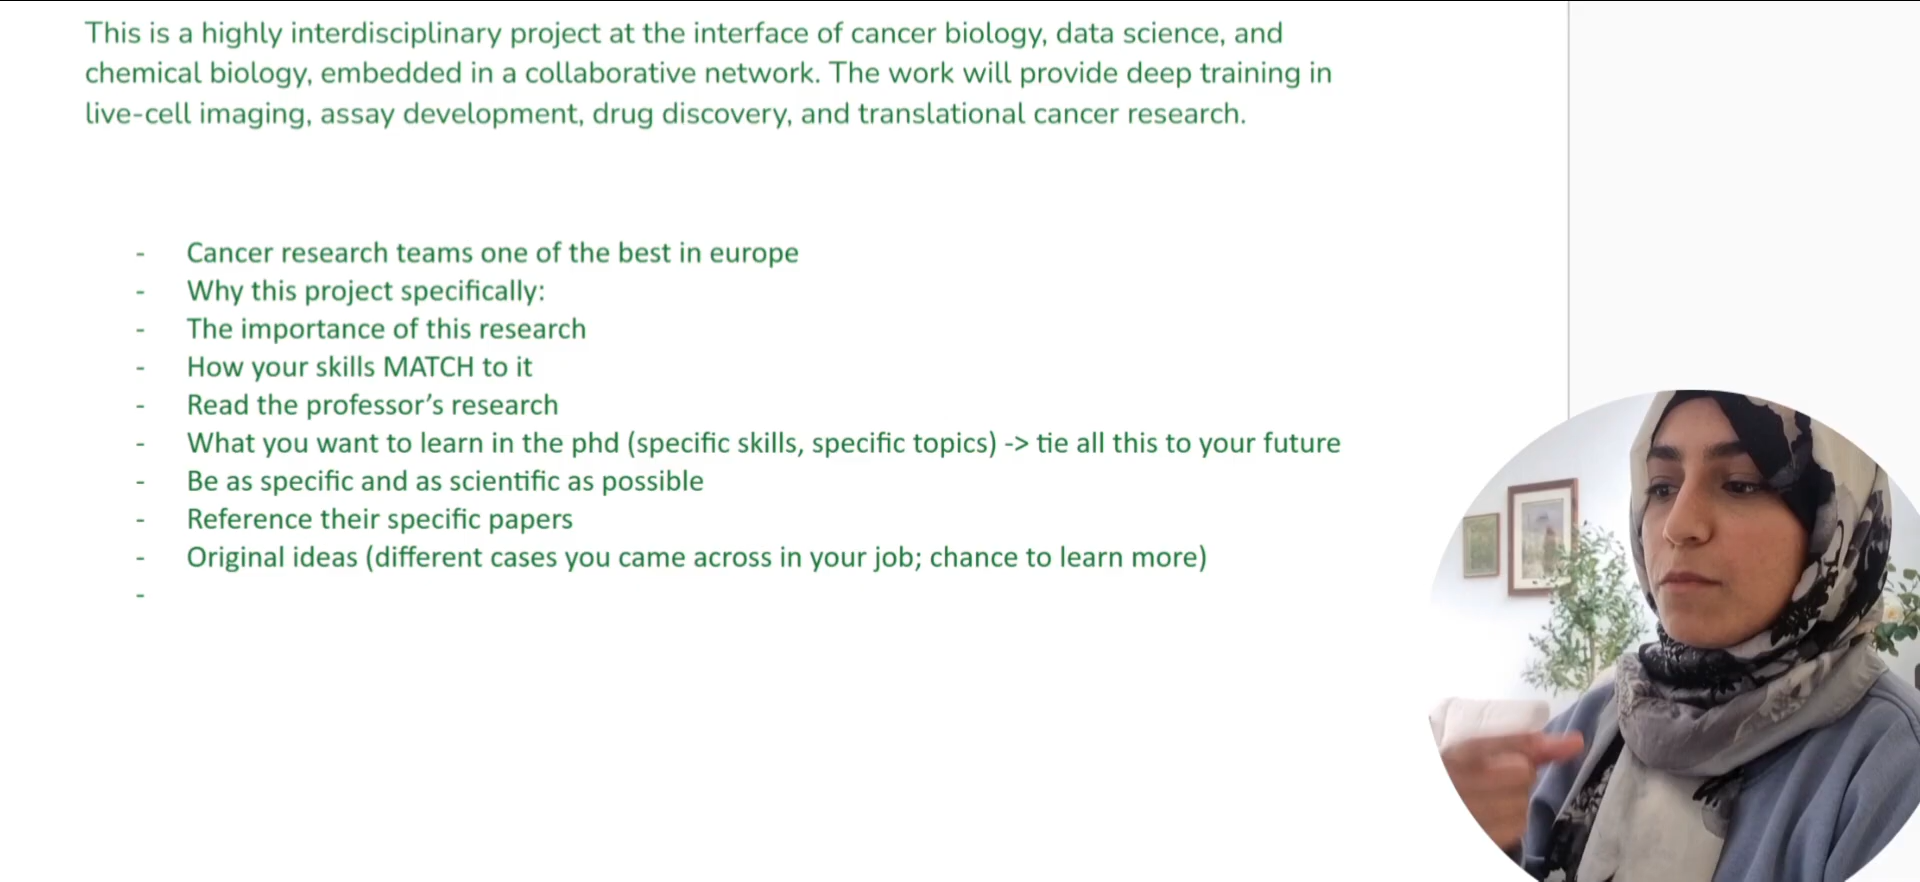 This is a highly interdisciplinary project at the interface of cancer biology, data science, and
chemical biology, embedded in a collaborative network. The work will provide deep training in
live-cell imaging, assay development, drug discovery, and translational cancer research.
- Cancer research teams one of the best in europe
- Why this project specifically:
- The importance of this research
- How your skills MATCH to it
- Read the professor’s research
- What you want to learn in the phd (specific skills, specific topics) -> tie all this to your future
- Be as specific and as scientific as possible
- Reference their specific papers
- Original ideas (different cases you came across in your job; chance to learn more)
-